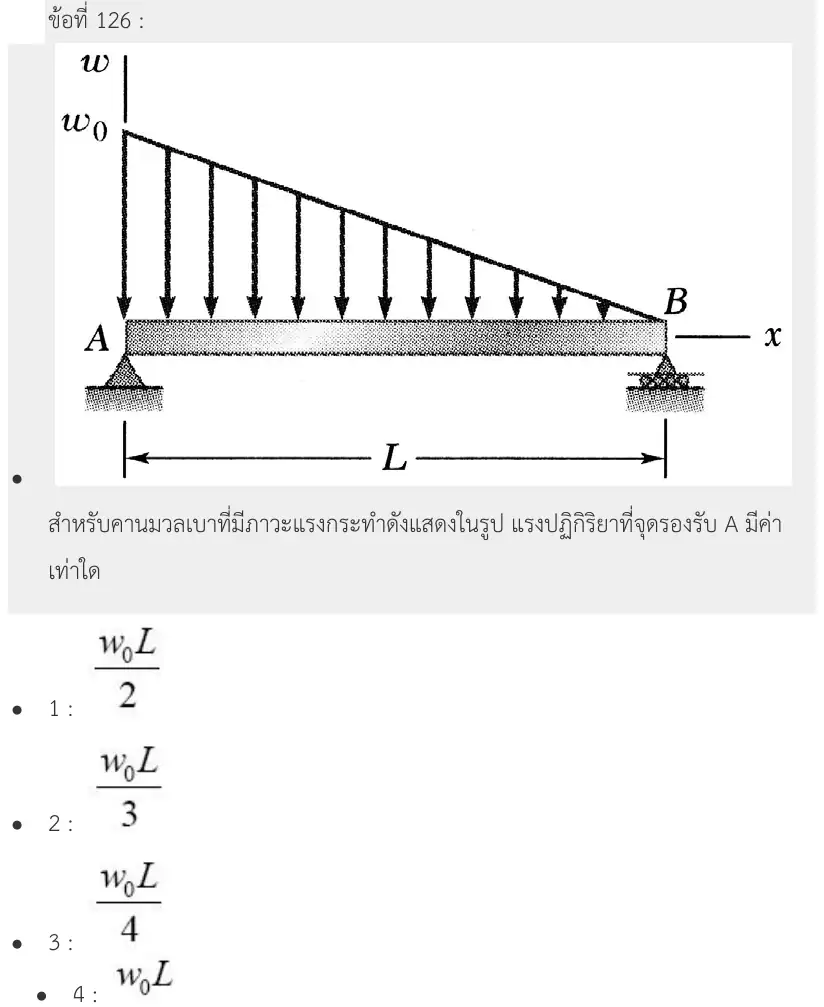 ข้อที่ 126 :
w
w₀
B
A
x
L
สำหรับคานมวลเบาที่มีภาวะแรงกระทำดังแสดงในรูป แรงปฏิกิริยาที่จุดรองรับ A มีค่า
เท่าใด
1 : w₀L/2
2 : w₀L/3
3 : w₀L/4
4 : w₀L